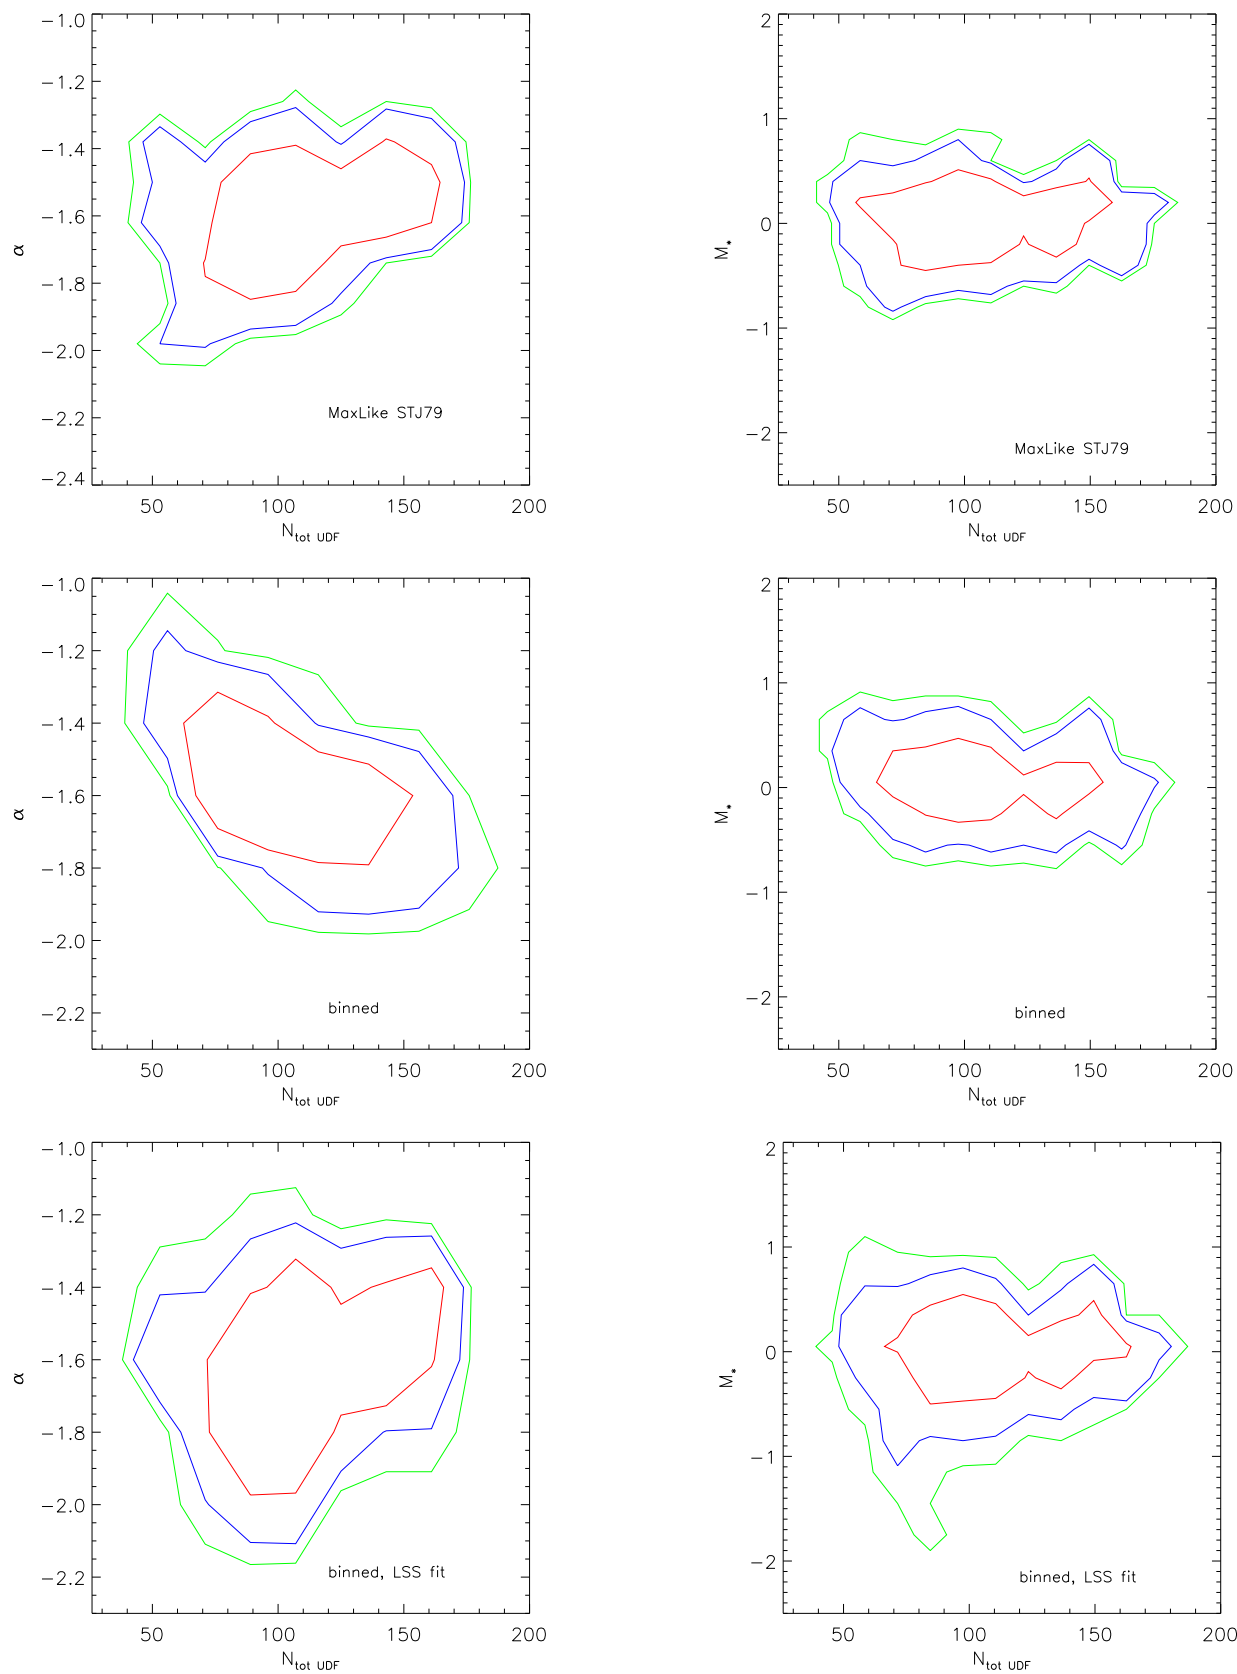 −1.0
−1.2
−1.4
−1.6
−1.8
−2.0
−2.2
−2.4
α
MaxLike STJ79
50 100 150 200
N_tot UDF
2
1
0
−1
−2
M_*
MaxLike STJ79
50 100 150 200
N_tot UDF
−1.0
−1.2
−1.4
−1.6
−1.8
−2.0
−2.2
α
binned
50 100 150 200
N_tot UDF
2
1
0
−1
−2
M_*
binned
50 100 150 200
N_tot UDF
−1.0
−1.2
−1.4
−1.6
−1.8
−2.0
−2.2
α
binned, LSS fit
50 100 150 200
N_tot UDF
2
1
0
−1
−2
M_*
binned, LSS fit
50 100 150 200
N_tot UDF